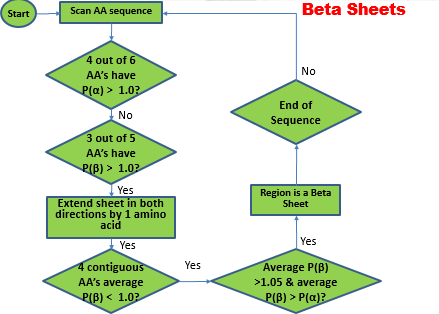 Beta Sheets
Start
Scan AA sequence
4 out of 6
AA's have
P(α) > 1.0?
No
3 out of 5
AA's have
P(β) > 1.0?
Yes
Extend sheet in both
directions by 1 amino
acid
Yes
4 contiguous
AA's average
P(β) < 1.0?
Yes
Average P(β)
>1.05 & average
P(β) > P(α)?
Yes
Region is a Beta
Sheet
End of
Sequence
No